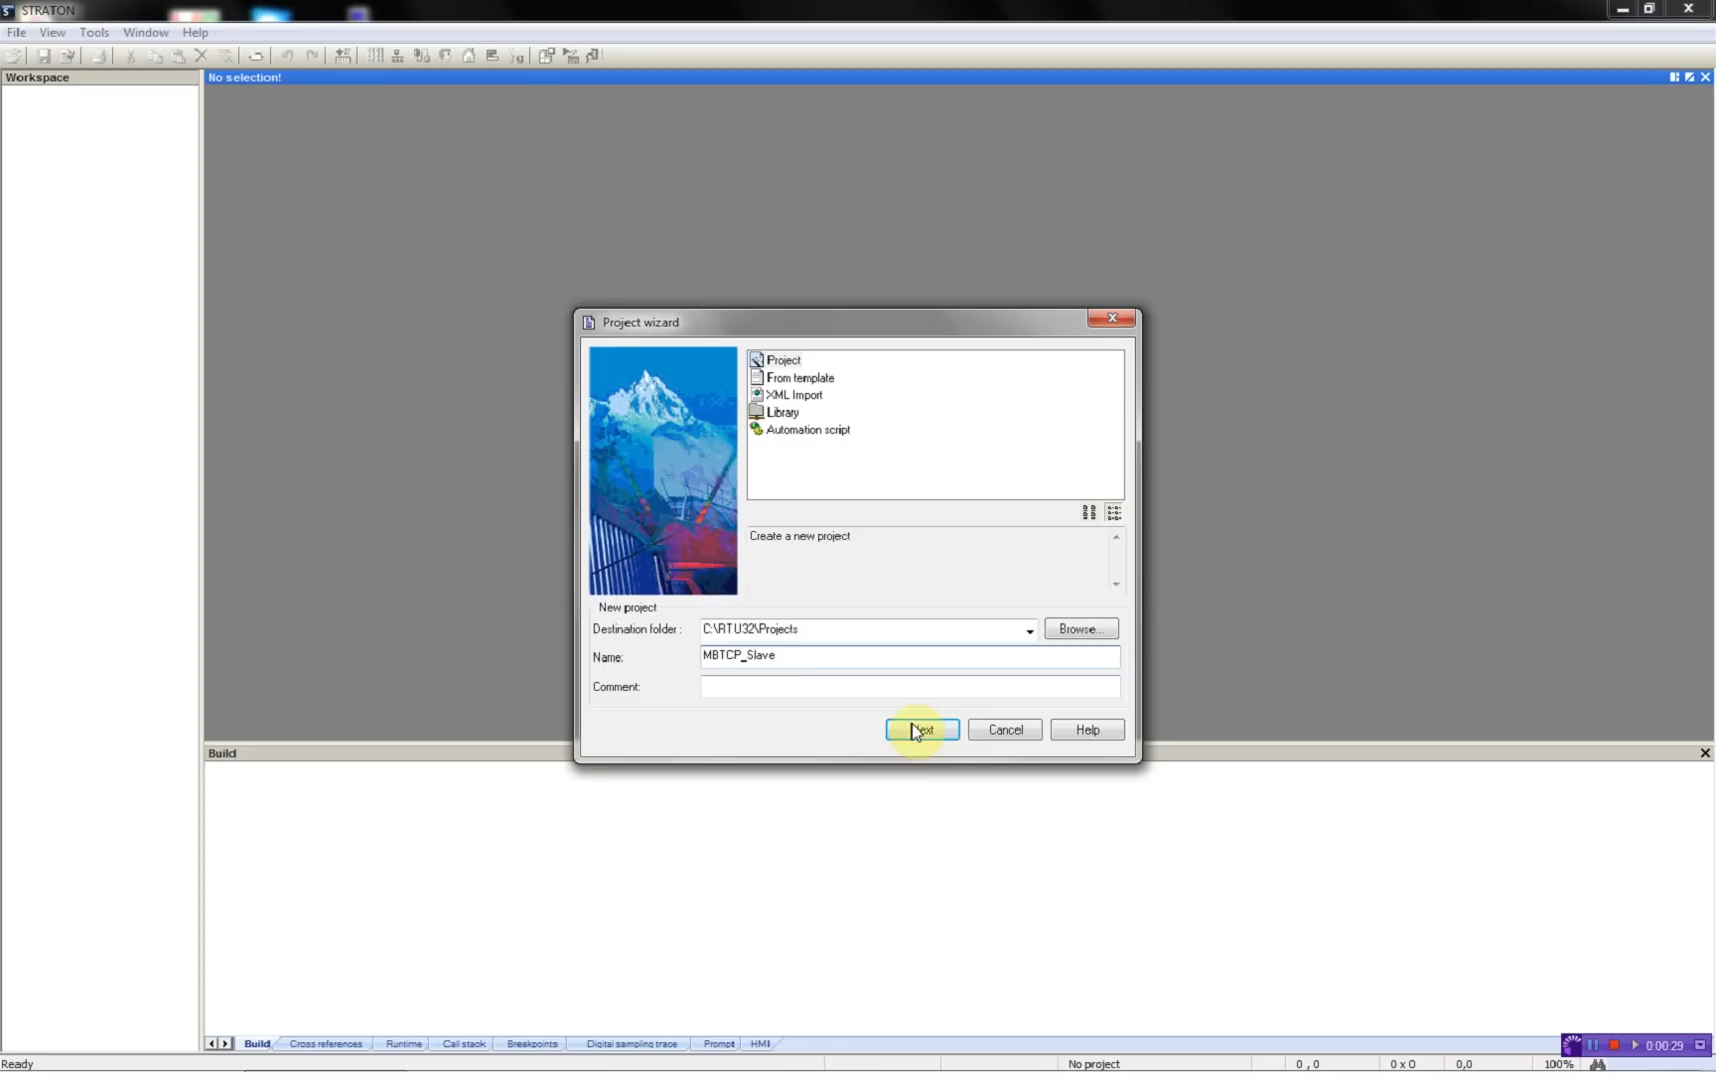 STRATON
File View Tools Window Help
Workspace
No selection!
Project wizard
Project
From template
XML Import
Library
Automation script
Create a new project
New project
Destination folder : C:\RTU32\Projects Browse...
Name: MBTCP_Slave
Comment:
Next Cancel Help
Build
Build Cross references Runtime Call stack Breakpoints Digital sampling trace Prompt HMI
0:00:29
Ready No project 0 , 0 0 x 0 0,0 100%